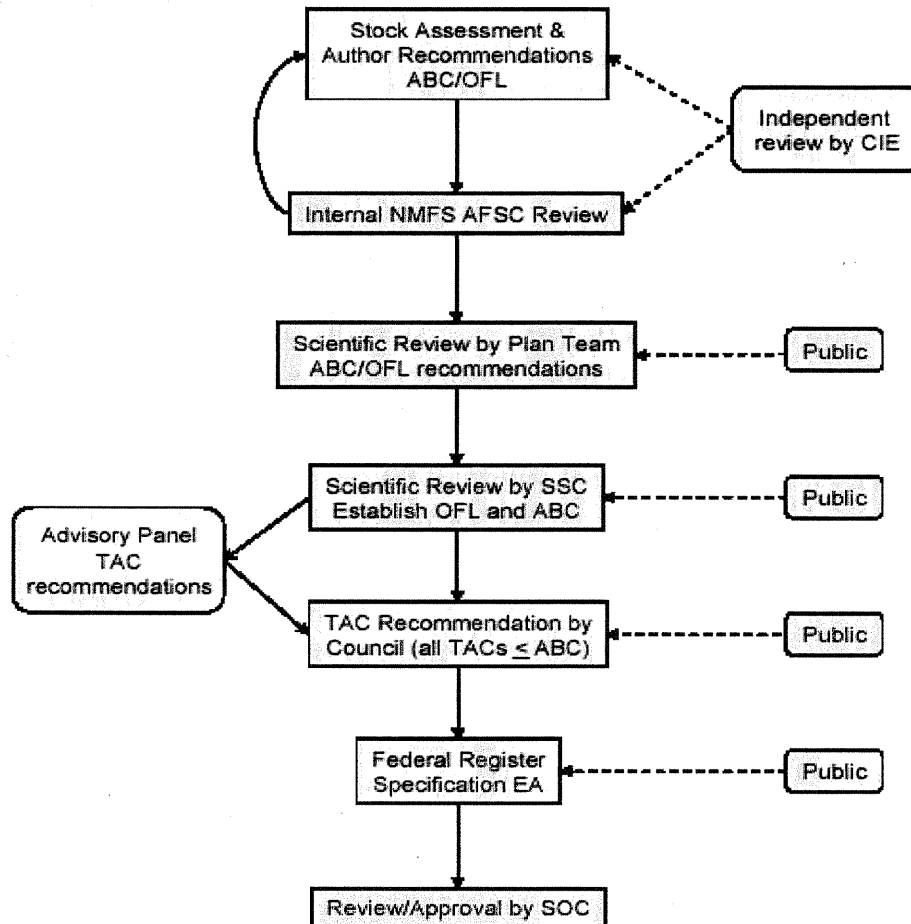 Stock Assessment &
Author Recommendations
ABC/OFL
Independent
review by CIE
Internal NMFS AFSC Review
Scientific Review by Plan Team
ABC/OFL recommendations
Public
Scientific Review by SSC
Establish OFL and ABC
Public
Advisory Panel
TAC
recommendations
TAC Recommendation by
Council (all TACs ≤ ABC)
Public
Federal Register
Specification EA
Public
Review/Approval by SOC